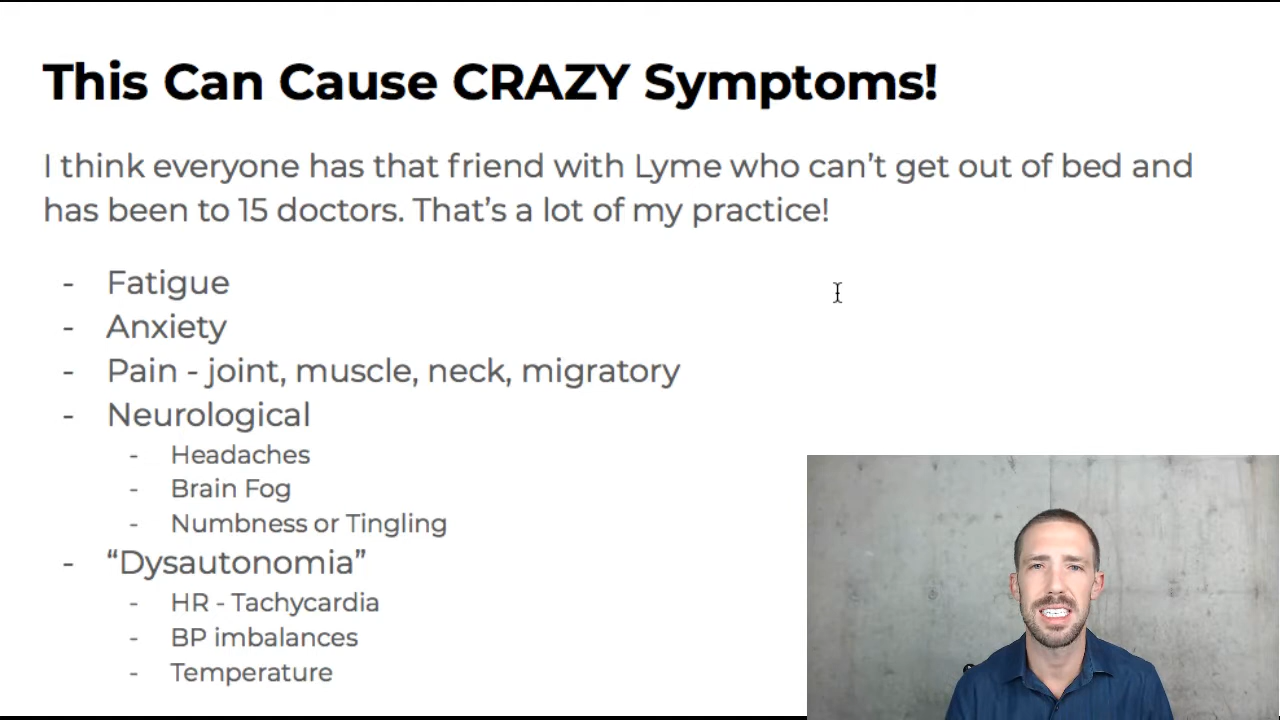 This Can Cause CRAZY Symptoms!
I think everyone has that friend with Lyme who can’t get out of bed and
has been to 15 doctors. That’s a lot of my practice!
- Fatigue
- Anxiety
- Pain - joint, muscle, neck, migratory
- Neurological
- Headaches
- Brain Fog
- Numbness or Tingling
- “Dysautonomia”
- HR - Tachycardia
- BP imbalances
- Temperature